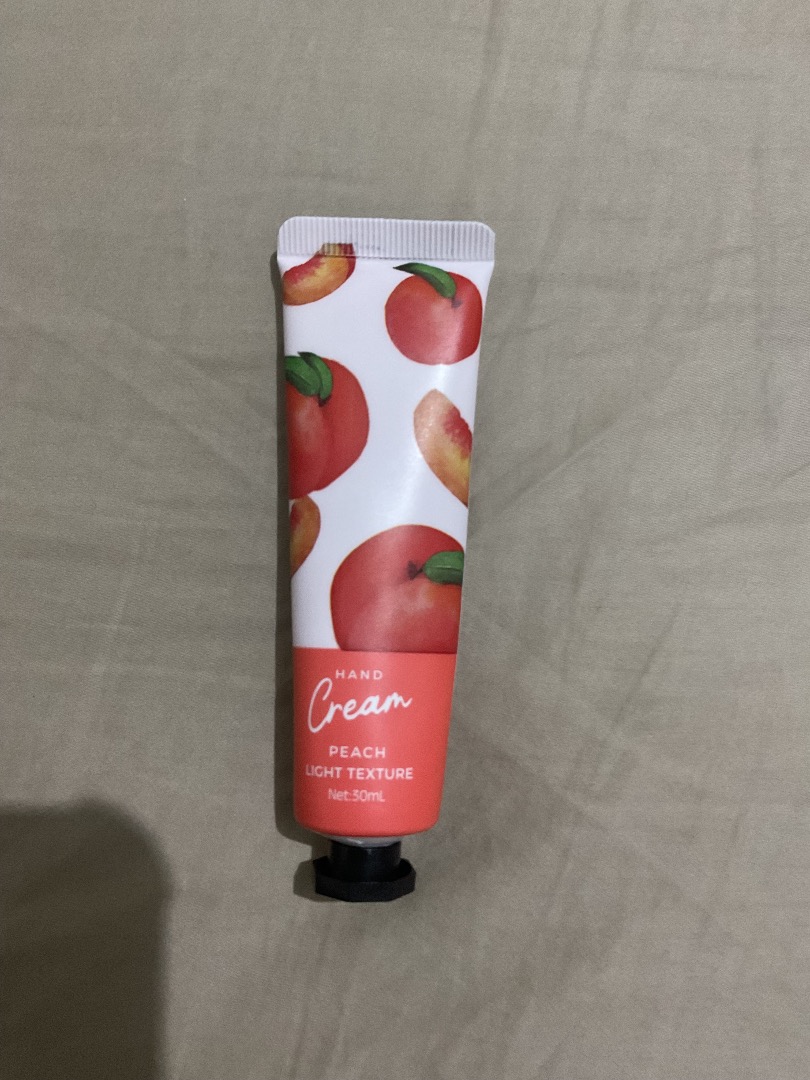 HAND
Cream
PEACH
LIGHT TEXTURE
Net:30mL